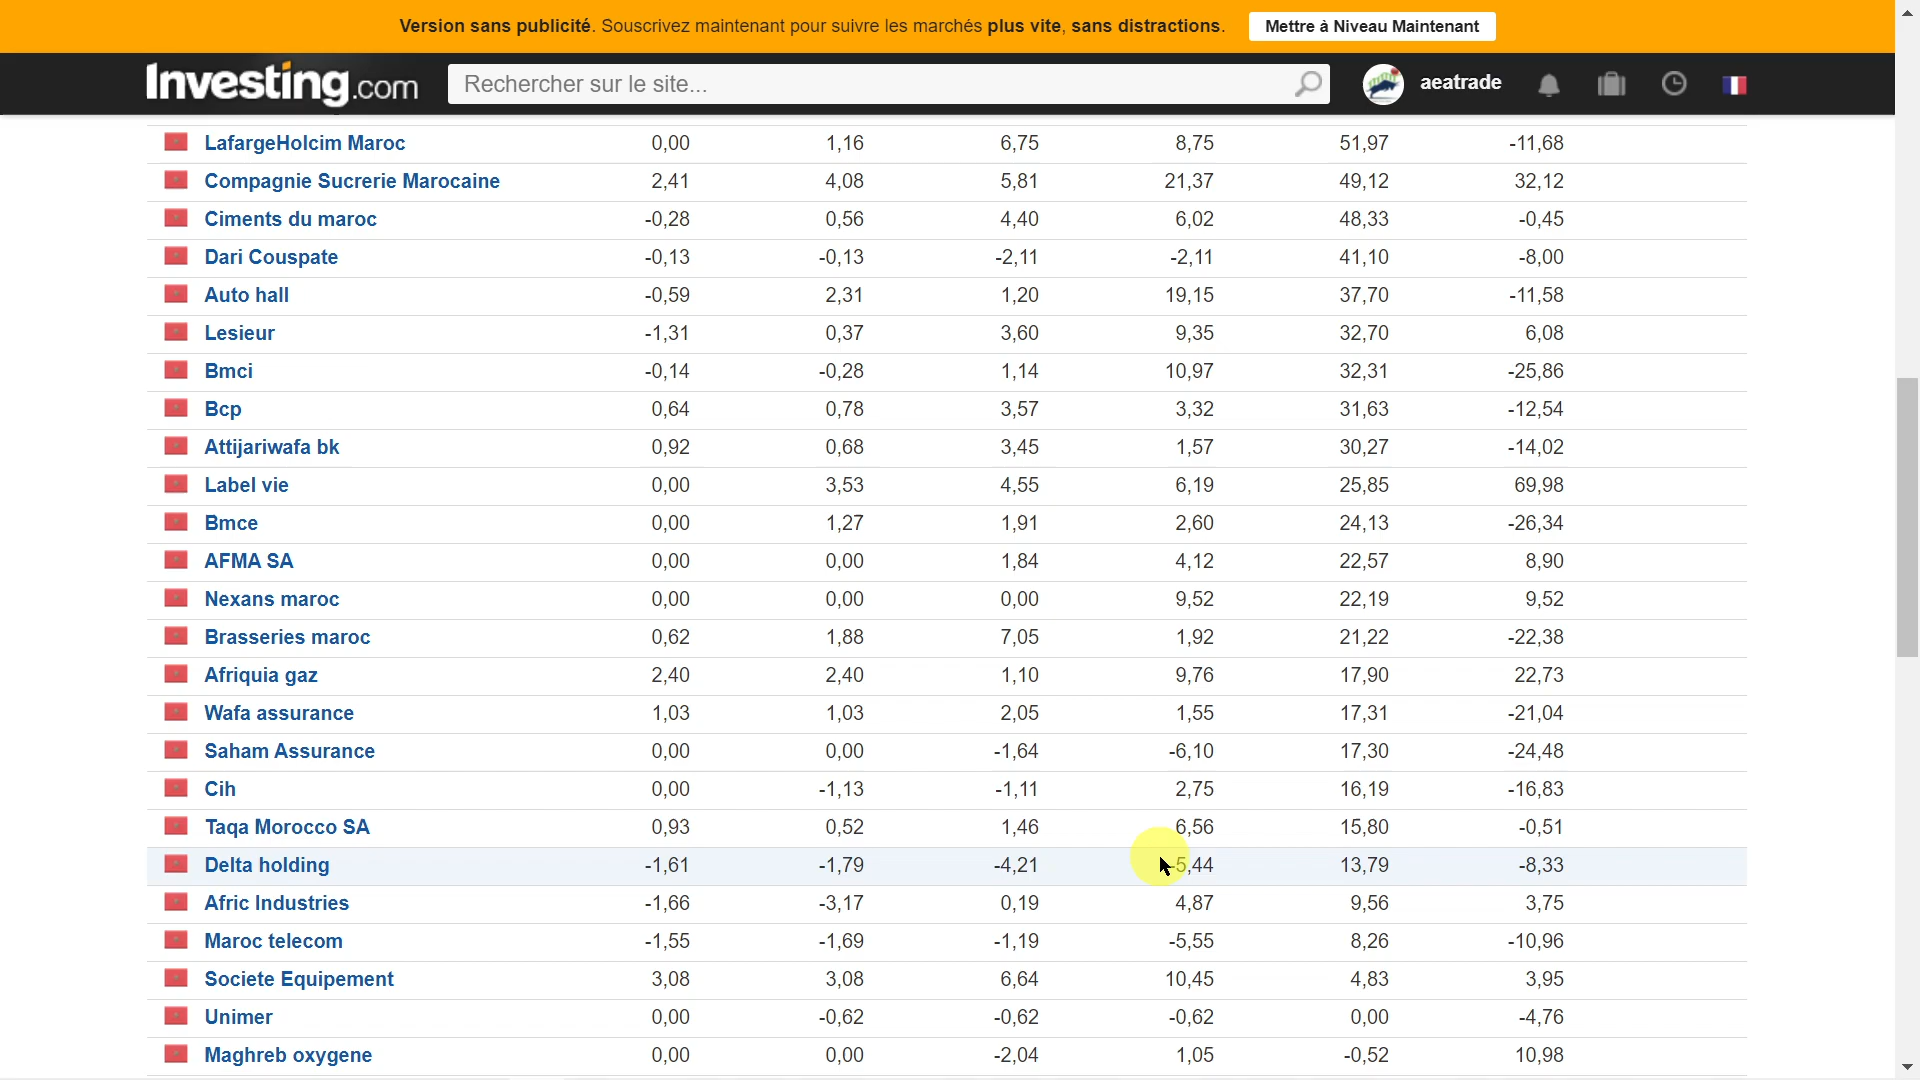 Version sans publicité. Souscrivez maintenant pour suivre les marchés plus vite, sans distractions. Mettre à Niveau Maintenant
Investing.com Rechercher sur le site... aeatrade
LafargeHolcim Maroc 0,00 1,16 6,75 8,75 51,97 -11,68
Compagnie Sucrerie Marocaine 2,41 4,08 5,81 21,37 49,12 32,12
Ciments du maroc -0,28 0,56 4,40 6,02 48,33 -0,45
Dari Couspate -0,13 -0,13 -2,11 -2,11 41,10 -8,00
Auto hall -0,59 2,31 1,20 19,15 37,70 -11,58
Lesieur -1,31 0,37 3,60 9,35 32,70 6,08
Bmci -0,14 -0,28 1,14 10,97 32,31 -25,86
Bcp 0,64 0,78 3,57 3,32 31,63 -12,54
Attijariwafa bk 0,92 0,68 3,45 1,57 30,27 -14,02
Label vie 0,00 3,53 4,55 6,19 25,85 69,98
Bmce 0,00 1,27 1,91 2,60 24,13 -26,34
AFMA SA 0,00 0,00 1,84 4,12 22,57 8,90
Nexans maroc 0,00 0,00 0,00 9,52 22,19 9,52
Brasseries maroc 0,62 1,88 7,05 1,92 21,22 -22,38
Afriquia gaz 2,40 2,40 1,10 9,76 17,90 22,73
Wafa assurance 1,03 1,03 2,05 1,55 17,31 -21,04
Saham Assurance 0,00 0,00 -1,64 -6,10 17,30 -24,48
Cih 0,00 -1,13 -1,11 2,75 16,19 -16,83
Taqa Morocco SA 0,93 0,52 1,46 6,56 15,80 -0,51
Delta holding -1,61 -1,79 -4,21 -5,44 13,79 -8,33
Afric Industries -1,66 -3,17 0,19 4,87 9,56 3,75
Maroc telecom -1,55 -1,69 -1,19 -5,55 8,26 -10,96
Societe Equipement 3,08 3,08 6,64 10,45 4,83 3,95
Unimer 0,00 -0,62 -0,62 -0,62 0,00 -4,76
Maghreb oxygene 0,00 0,00 -2,04 1,05 -0,52 10,98